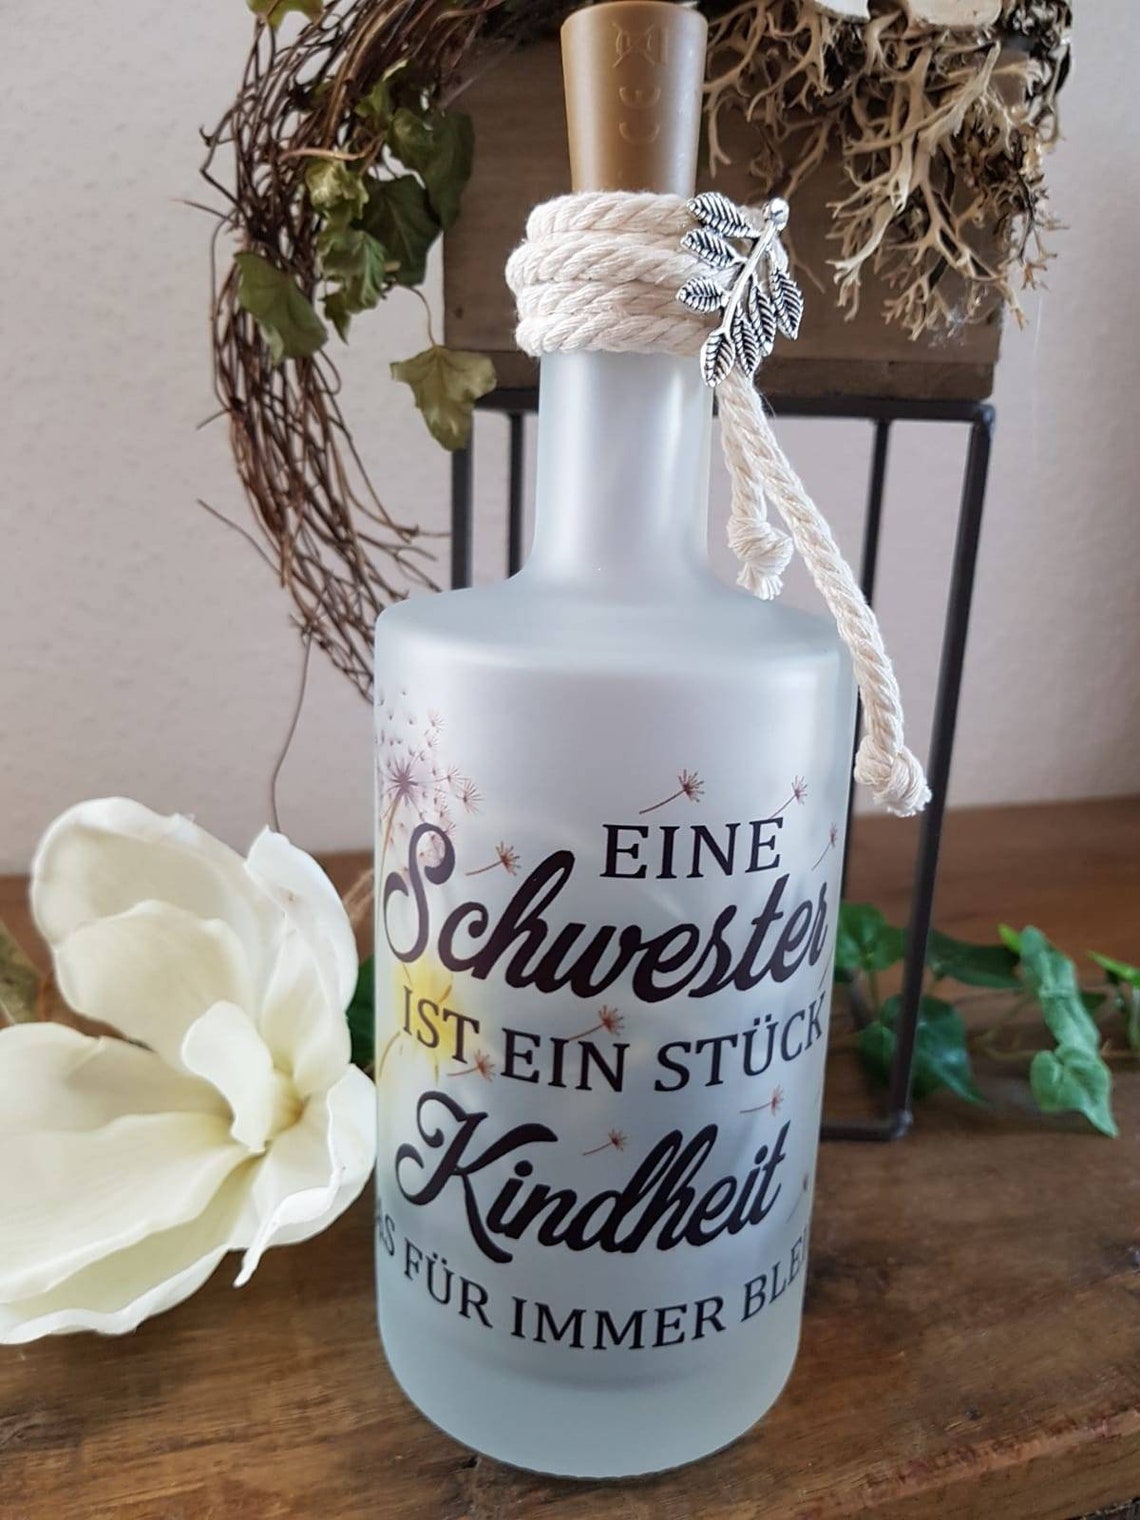 EINE
Schwester
IST EIN STÜCK
Kindheit
FÜR IMMER